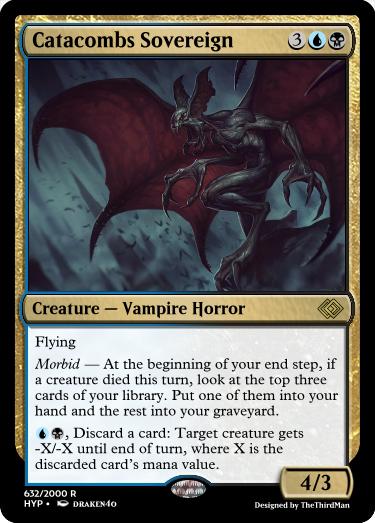 Catacombs Sovereign 3
Creature — Vampire Horror
Flying
Morbid — At the beginning of your end step, if
a creature died this turn, look at the top three
cards of your library. Put one of them into your
hand and the rest into your graveyard.
, Discard a card: Target creature gets
-X/-X until end of turn, where X is the
discarded card's mana value.
4/3
632/2000 R
HYP • DRAKEN4O Designed by TheThirdMan